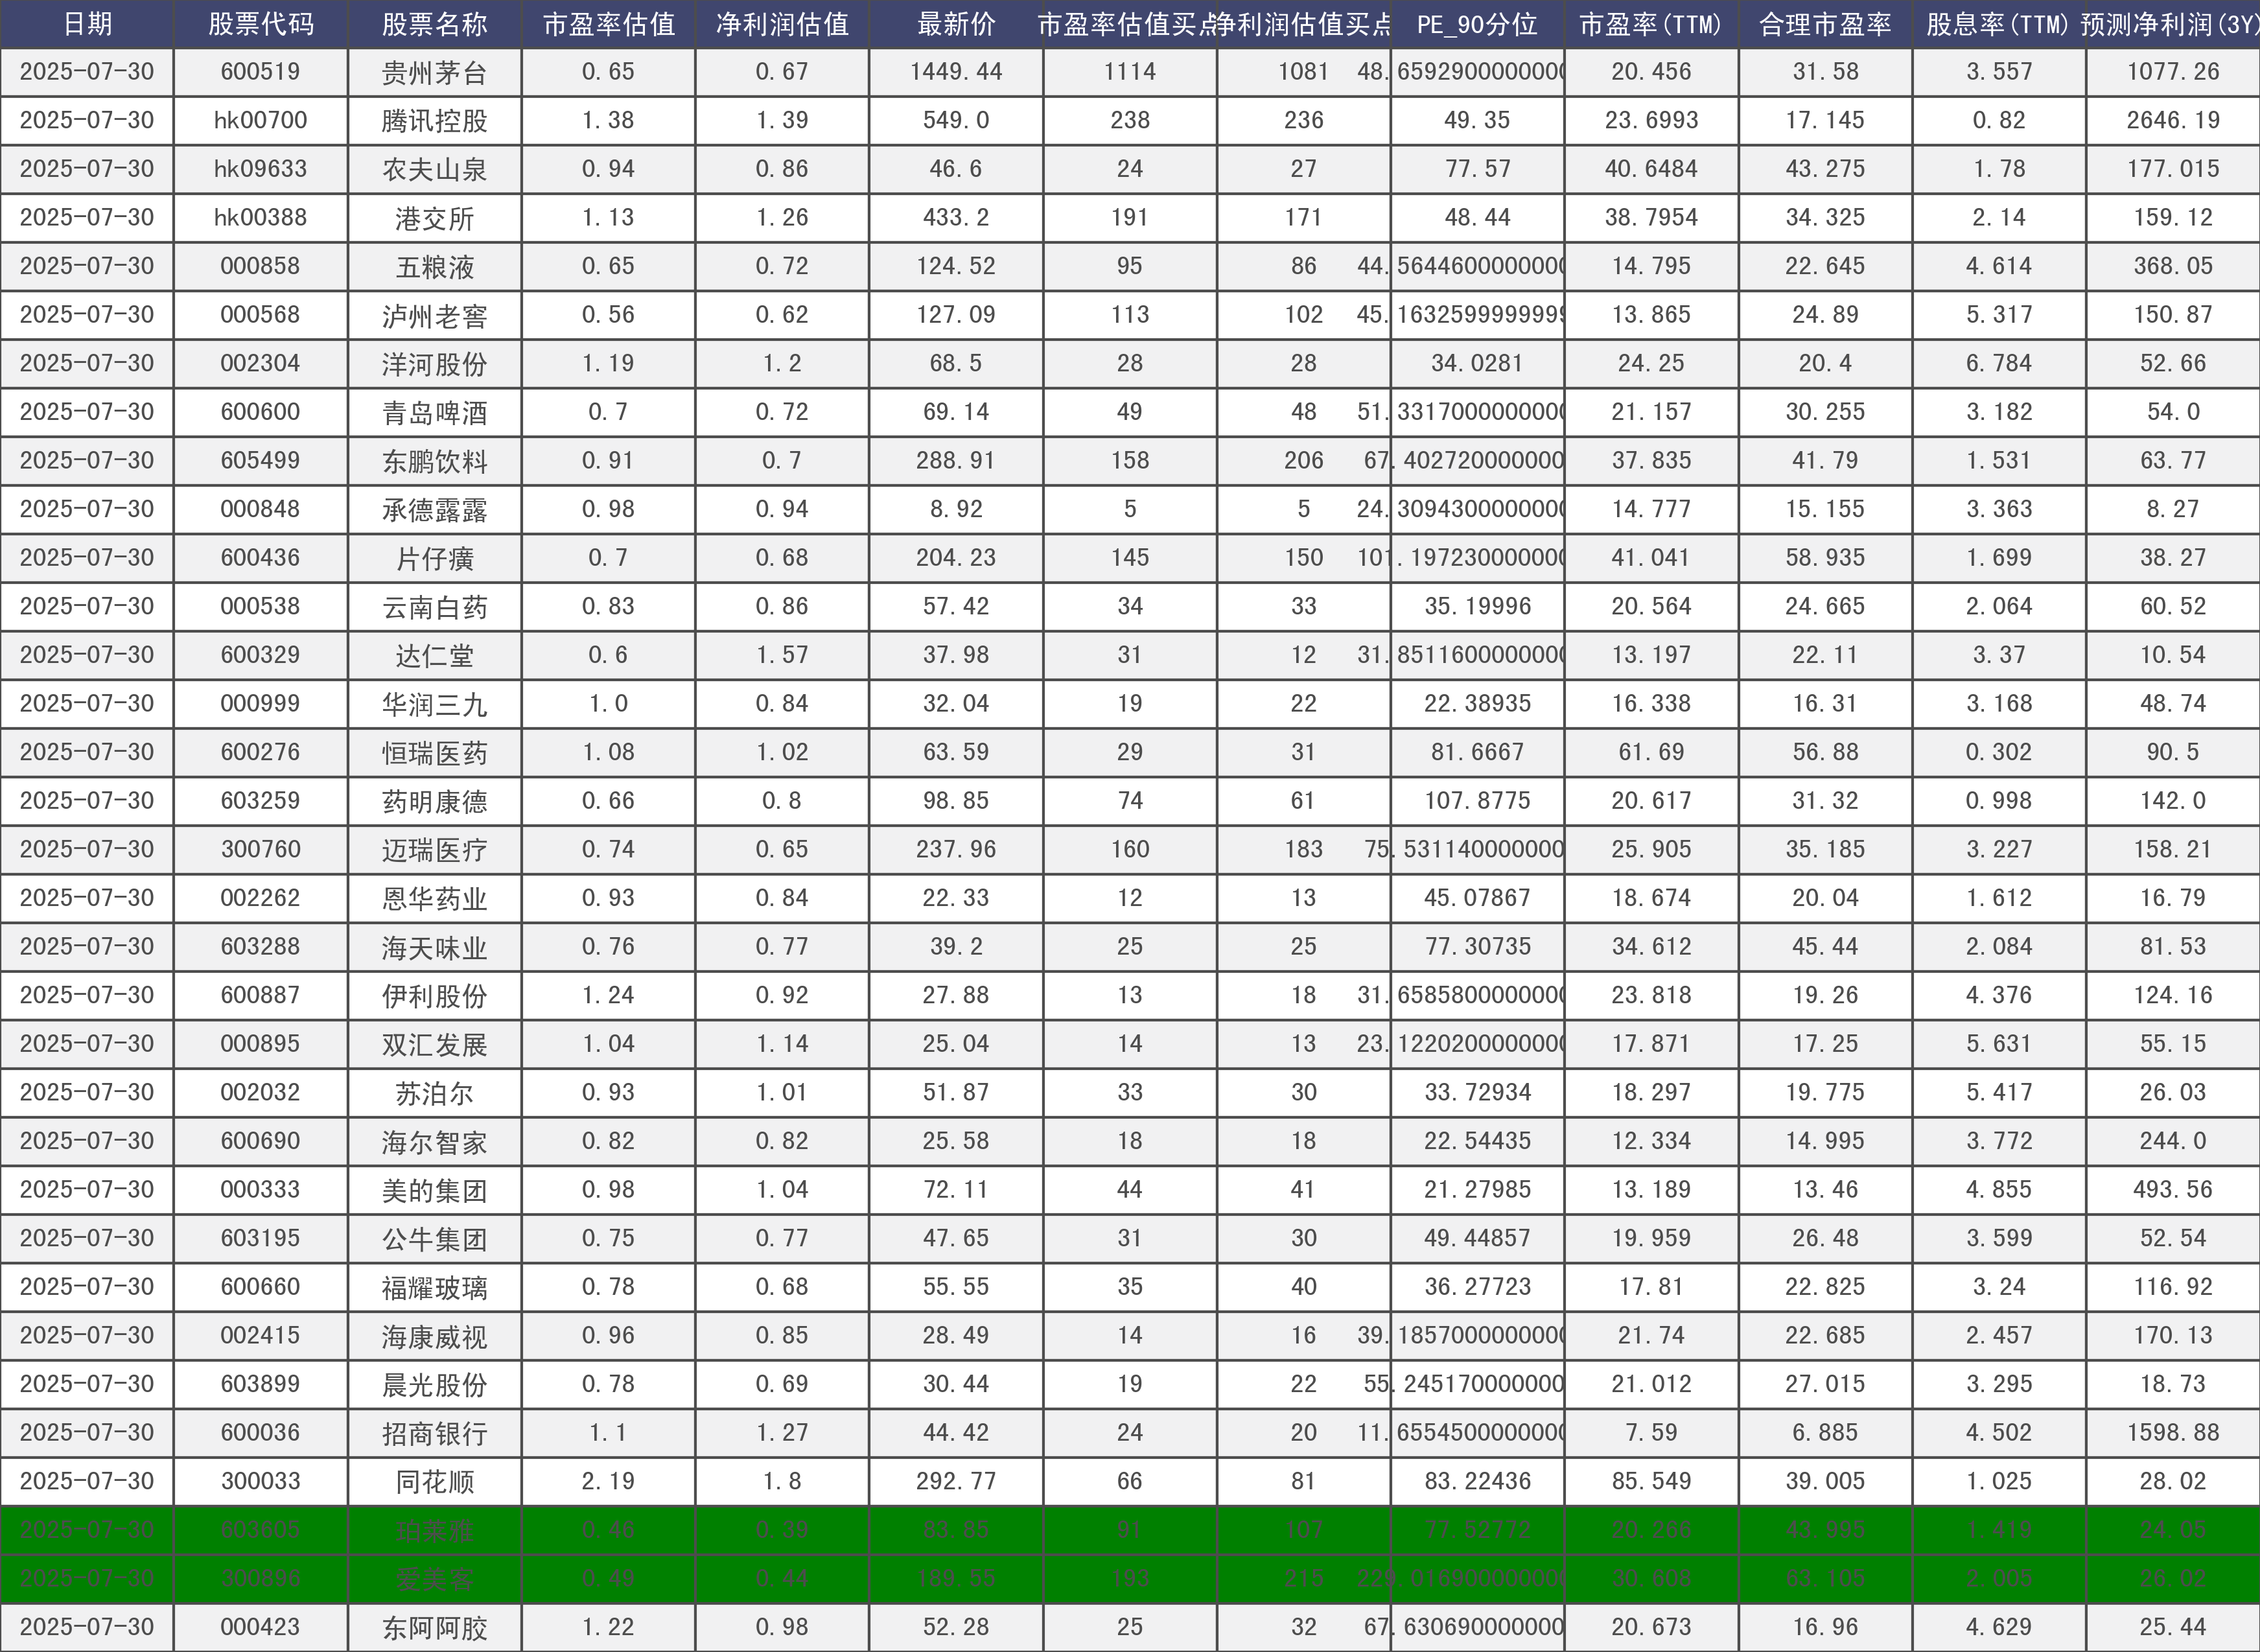 日期 股票代码 股票名称 市盈率估值 净利润估值 最新价 市盈率估值买点 净利润估值买点 PE_90分位 市盈率(TTM) 合理市盈率 股息率(TTM) 预测净利润(3Y)
2025-07-30 600519 贵州茅台 0.65 0.67 1449.44 1114 1081 48.6592900000000 20.456 31.58 3.557 1077.26
2025-07-30 hk00700 腾讯控股 1.38 1.39 549.0 238 236 49.35 23.6993 17.145 0.82 2646.19
2025-07-30 hk09633 农夫山泉 0.94 0.86 46.6 24 27 77.57 40.6484 43.275 1.78 177.015
2025-07-30 hk00388 港交所 1.13 1.26 433.2 191 171 48.44 38.7954 34.325 2.14 159.12
2025-07-30 000858 五粮液 0.65 0.72 124.52 95 86 44.5644600000000 14.795 22.645 4.614 368.05
2025-07-30 000568 泸州老窖 0.56 0.62 127.09 113 102 45.1632599999999 13.865 24.89 5.317 150.87
2025-07-30 002304 洋河股份 1.19 1.2 68.5 28 28 34.0281 24.25 20.4 6.784 52.66
2025-07-30 600600 青岛啤酒 0.7 0.72 69.14 49 48 51.3317000000000 21.157 30.255 3.182 54.0
2025-07-30 605499 东鹏饮料 0.91 0.7 288.91 158 206 67.402720000000 37.835 41.79 1.531 63.77
2025-07-30 000848 承德露露 0.98 0.94 8.92 5 5 24.3094300000000 14.777 15.155 3.363 8.27
2025-07-30 600436 片仔癀 0.7 0.68 204.23 145 150 101.197230000000 41.041 58.935 1.699 38.27
2025-07-30 000538 云南白药 0.83 0.86 57.42 34 33 35.19996 20.564 24.665 2.064 60.52
2025-07-30 600329 达仁堂 0.6 1.57 37.98 31 12 31.8511600000000 13.197 22.11 3.37 10.54
2025-07-30 000999 华润三九 1.0 0.84 32.04 19 22 22.38935 16.338 16.31 3.168 48.74
2025-07-30 600276 恒瑞医药 1.08 1.02 63.59 29 31 81.6667 61.69 56.88 0.302 90.5
2025-07-30 603259 药明康德 0.66 0.8 98.85 74 61 107.8775 20.617 31.32 0.998 142.0
2025-07-30 300760 迈瑞医疗 0.74 0.65 237.96 160 183 75.531140000000 25.905 35.185 3.227 158.21
2025-07-30 002262 恩华药业 0.93 0.84 22.33 12 13 45.07867 18.674 20.04 1.612 16.79
2025-07-30 603288 海天味业 0.76 0.77 39.2 25 25 77.30735 34.612 45.44 2.084 81.53
2025-07-30 600887 伊利股份 1.24 0.92 27.88 13 18 31.6585800000000 23.818 19.26 4.376 124.16
2025-07-30 000895 双汇发展 1.04 1.14 25.04 14 13 23.1220200000000 17.871 17.25 5.631 55.15
2025-07-30 002032 苏泊尔 0.93 1.01 51.87 33 30 33.72934 18.297 19.775 5.417 26.03
2025-07-30 600690 海尔智家 0.82 0.82 25.58 18 18 22.54435 12.334 14.995 3.772 244.0
2025-07-30 000333 美的集团 0.98 1.04 72.11 44 41 21.27985 13.189 13.46 4.855 493.56
2025-07-30 603195 公牛集团 0.75 0.77 47.65 31 30 49.44857 19.959 26.48 3.599 52.54
2025-07-30 600660 福耀玻璃 0.78 0.68 55.55 35 40 36.27723 17.81 22.825 3.24 116.92
2025-07-30 002415 海康威视 0.96 0.85 28.49 14 16 39.1857000000000 21.74 22.685 2.457 170.13
2025-07-30 603899 晨光股份 0.78 0.69 30.44 19 22 55.245170000000 21.012 27.015 3.295 18.73
2025-07-30 600036 招商银行 1.1 1.27 44.42 24 20 11.6554500000000 7.59 6.885 4.502 1598.88
2025-07-30 300033 同花顺 2.19 1.8 292.77 66 81 83.22436 85.549 39.005 1.025 28.02
2025-07-30 603605 珀莱雅 0.46 0.39 83.85 91 107 77.52772 20.266 43.995 1.419 24.05
2025-07-30 300896 爱美客 0.49 0.44 189.55 193 215 229.016900000000 30.608 63.105 2.005 26.02
2025-07-30 000423 东阿阿胶 1.22 0.98 52.28 25 32 67.630690000000 20.673 16.96 4.629 25.44